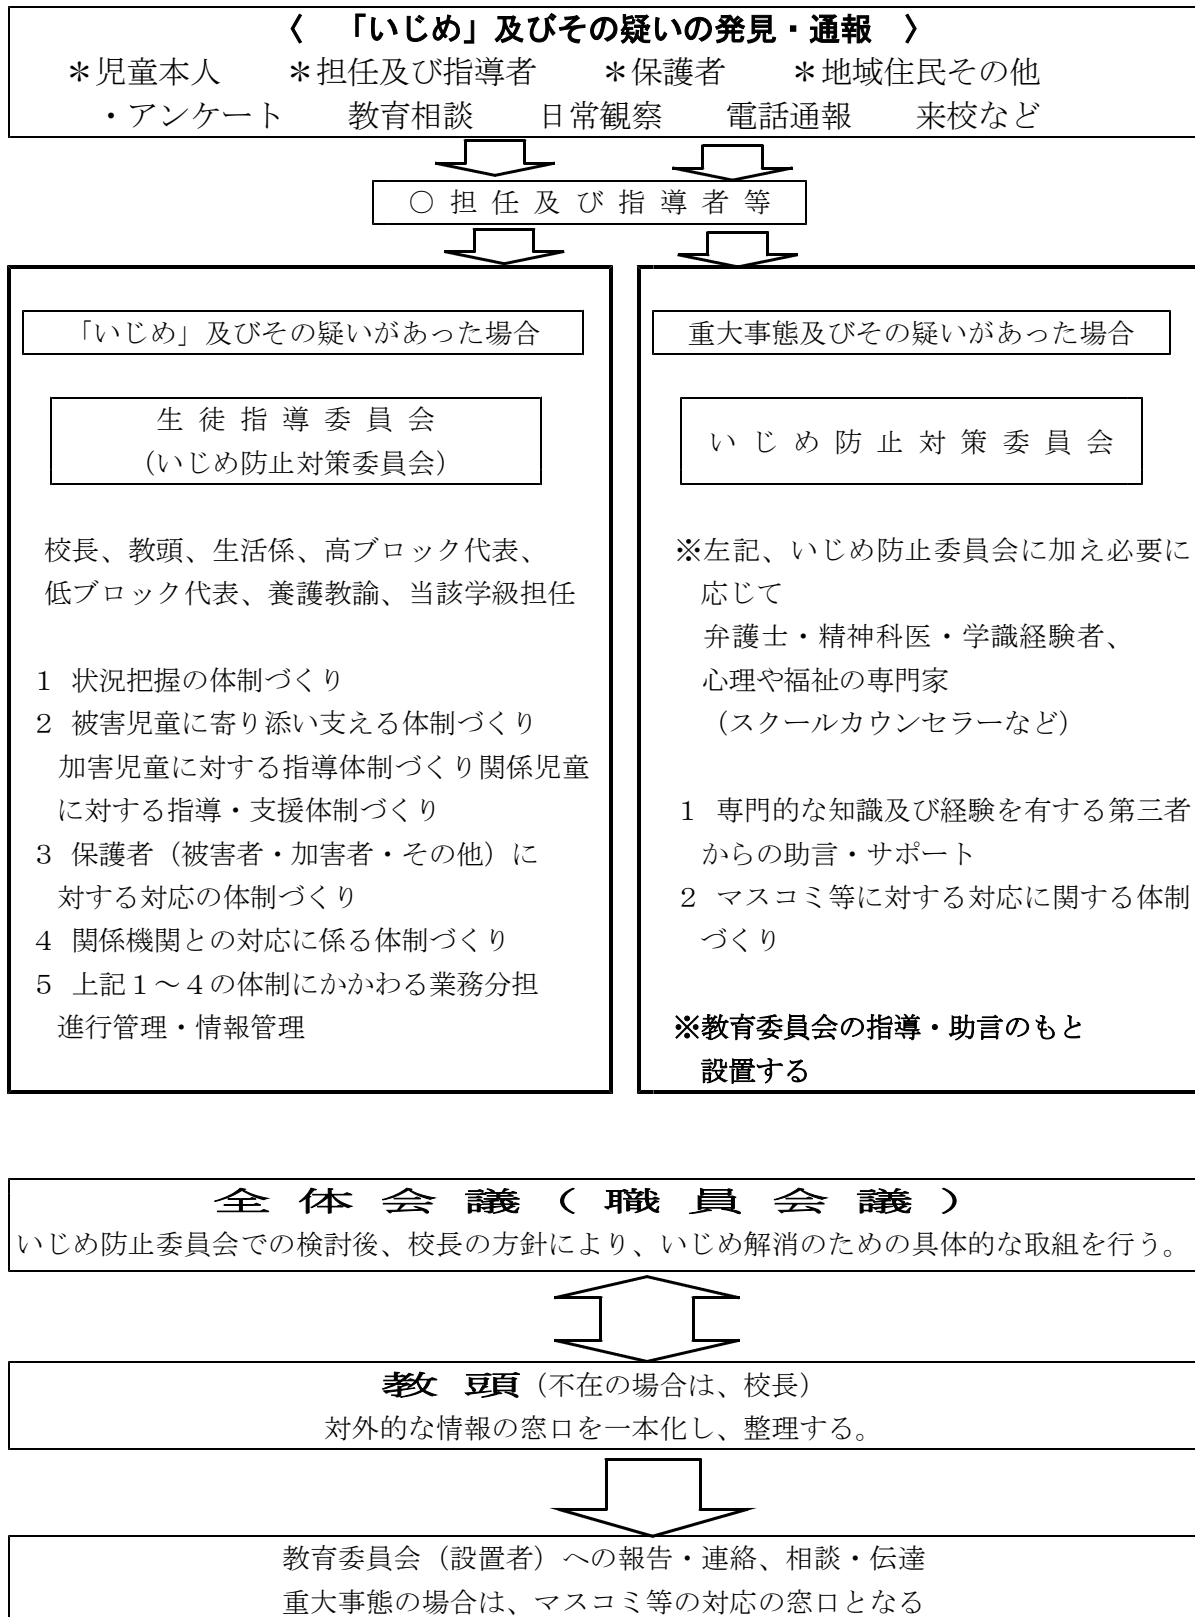 〈　「いじめ」及びその疑いの発見・通報　〉
＊児童本人　　＊担任及び指導者　　＊保護者　　＊地域住民その他
・アンケート　　教育相談　　日常観察　　電話通報　　来校など
○ 担 任 及 び 指 導 者 等
「いじめ」及びその疑いがあった場合
生 徒 指 導 委 員 会
（いじめ防止対策委員会）
校長、教頭、生活係、高ブロック代表、
低ブロック代表、養護教諭、当該学級担任
１ 状況把握の体制づくり
２ 被害児童に寄り添い支える体制づくり
加害児童に対する指導体制づくり関係児童
に対する指導・支援体制づくり
３ 保護者（被害者・加害者・その他）に
対する対応の体制づくり
４ 関係機関との対応に係る体制づくり
５ 上記１～４の体制にかかわる業務分担
進行管理・情報管理
重大事態及びその疑いがあった場合
い じ め 防 止 対 策 委 員 会
※左記、いじめ防止委員会に加え必要に
応じて
弁護士・精神科医・学識経験者、
心理や福祉の専門家
（スクールカウンセラーなど）
１ 専門的な知識及び経験を有する第三者
からの助言・サポート
２ マスコミ等に対する対応に関する体制
づくり
※教育委員会の指導・助言のもと
設置する
全 体 会 議 （ 職 員 会 議 ）
いじめ防止委員会での検討後、校長の方針により、いじめ解消のための具体的な取組を行う。
教 頭（不在の場合は、校長）
対外的な情報の窓口を一本化し、整理する。
教育委員会（設置者）への報告・連絡、相談・伝達
重大事態の場合は、マスコミ等の対応の窓口となる